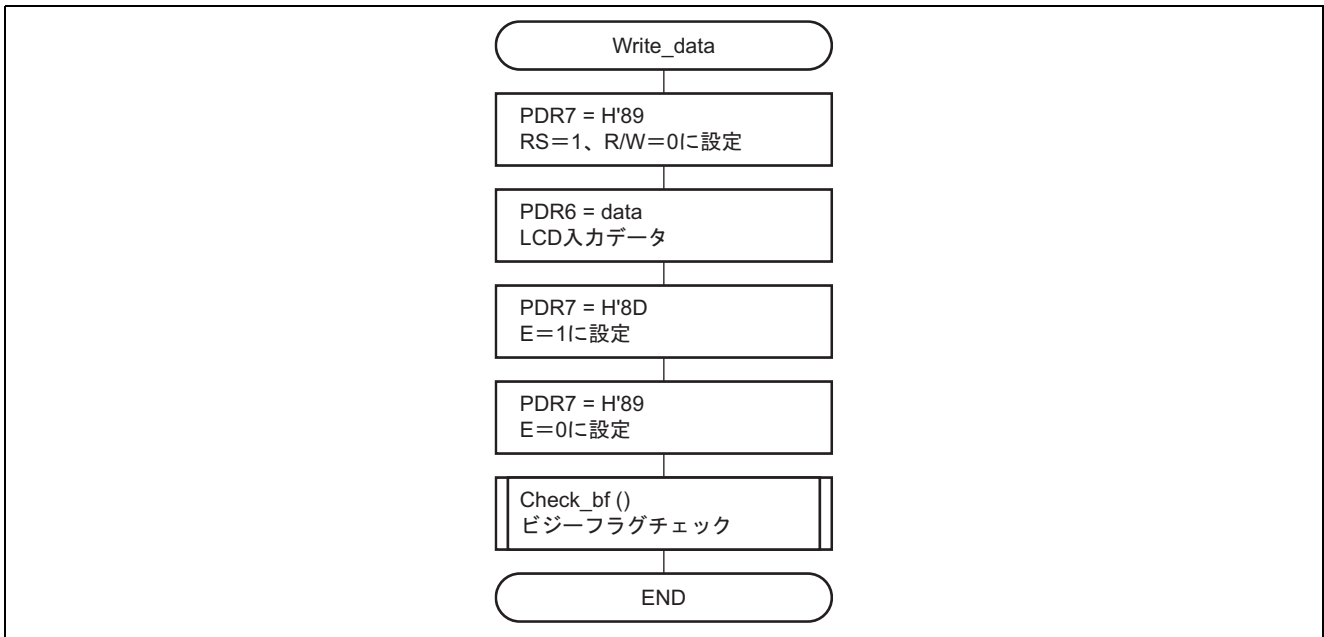 Write_data
PDR7 = H'89
RS＝1、R/W＝0に設定
PDR6 = data
LCD入力データ
PDR7 = H'8D
E＝1に設定
PDR7 = H'89
E＝0に設定
Check_bf ()
ビジーフラグチェック
END